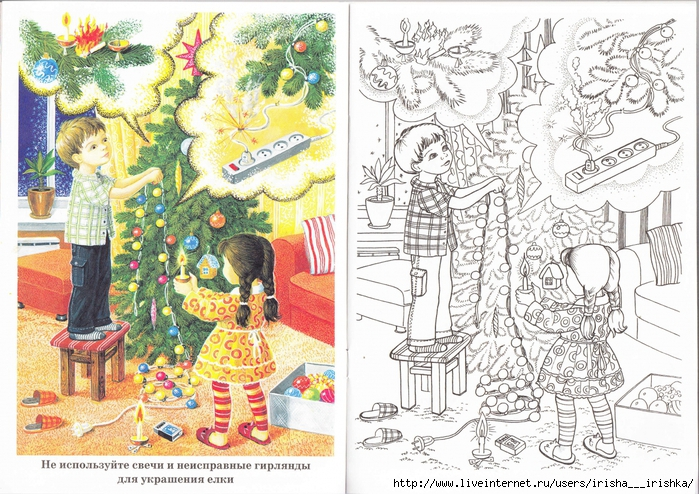 Не используйте свечи и неисправные гирлянды
для украшения елки
http://www.liveinternet.ru/users/irisha___irishka/